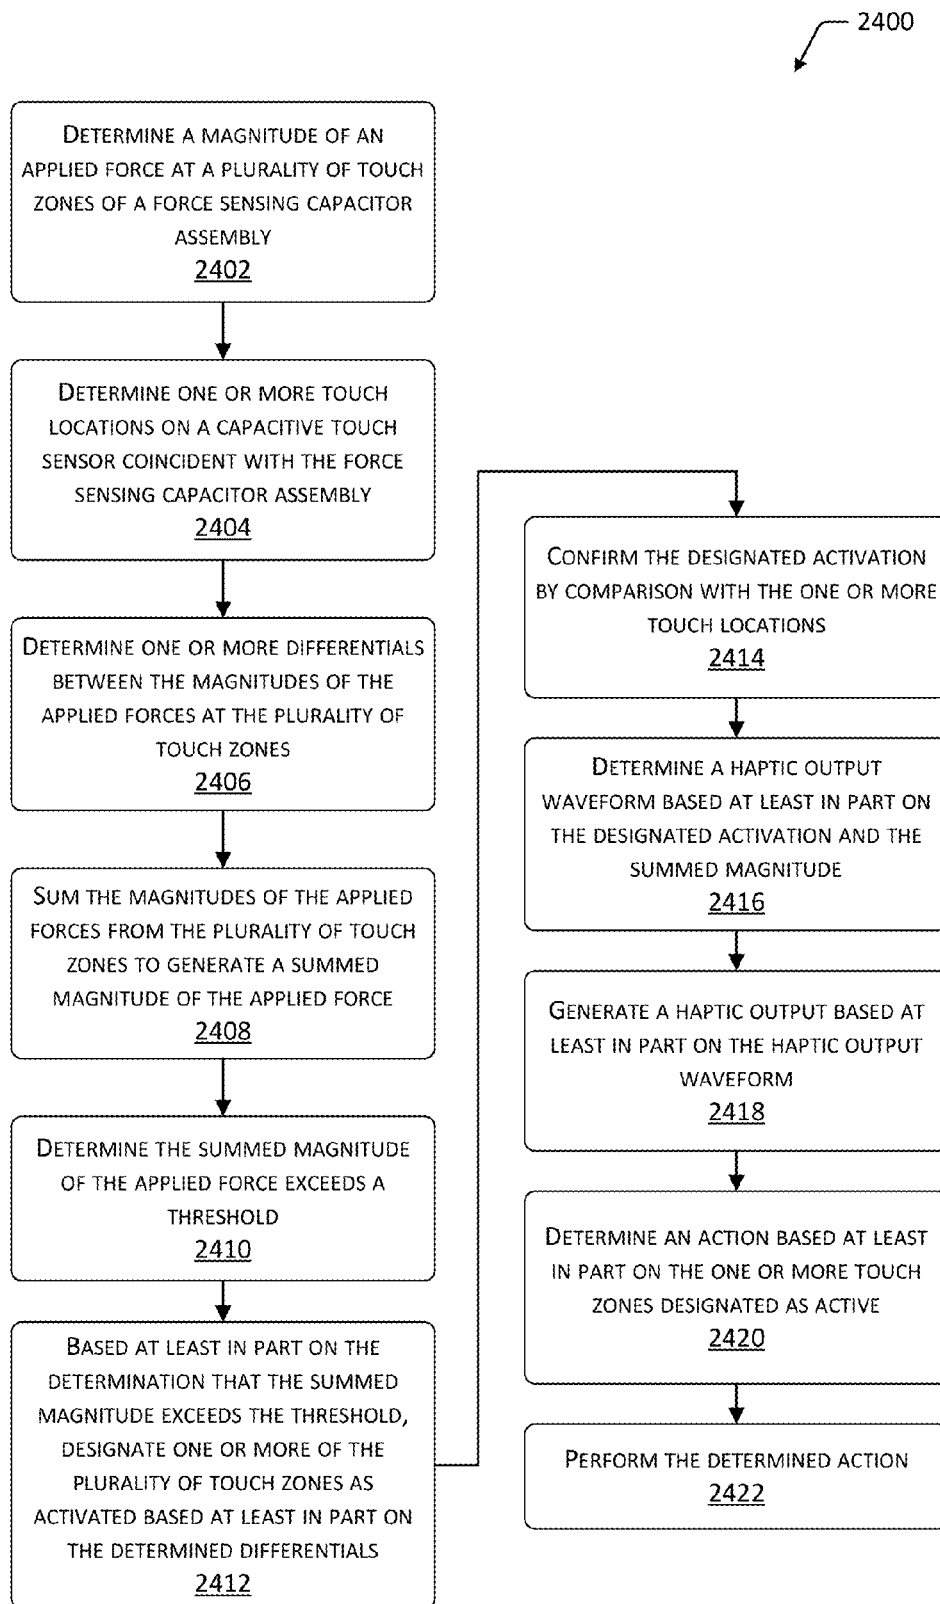 2400
DETERMINE A MAGNITUDE OF AN
APPLIED FORCE AT A PLURALITY OF TOUCH
ZONES OF A FORCE SENSING CAPACITOR
ASSEMBLY
2402
DETERMINE ONE OR MORE TOUCH
LOCATIONS ON A CAPACITIVE TOUCH
SENSOR COINCIDENT WITH THE FORCE
SENSING CAPACITOR ASSEMBLY
2404
DETERMINE ONE OR MORE DIFFERENTIALS
BETWEEN THE MAGNITUDES OF THE
APPLIED FORCES AT THE PLURALITY OF
TOUCH ZONES
2406
SUM THE MAGNITUDES OF THE APPLIED
FORCES FROM THE PLURALITY OF TOUCH
ZONES TO GENERATE A SUMMED
MAGNITUDE OF THE APPLIED FORCE
2408
DETERMINE THE SUMMED MAGNITUDE
OF THE APPLIED FORCE EXCEEDS A
THRESHOLD
2410
BASED AT LEAST IN PART ON THE
DETERMINATION THAT THE SUMMED
MAGNITUDE EXCEEDS THE THRESHOLD,
DESIGNATE ONE OR MORE OF THE
PLURALITY OF TOUCH ZONES AS
ACTIVATED BASED AT LEAST IN PART ON
THE DETERMINED DIFFERENTIALS
2412
CONFIRM THE DESIGNATED ACTIVATION
BY COMPARISON WITH THE ONE OR MORE
TOUCH LOCATIONS
2414
DETERMINE A HAPTIC OUTPUT
WAVEFORM BASED AT LEAST IN PART ON
THE DESIGNATED ACTIVATION AND THE
SUMMED MAGNITUDE
2416
GENERATE A HAPTIC OUTPUT BASED AT
LEAST IN PART ON THE HAPTIC OUTPUT
WAVEFORM
2418
DETERMINE AN ACTION BASED AT LEAST
IN PART ON THE ONE OR MORE TOUCH
ZONES DESIGNATED AS ACTIVE
2420
PERFORM THE DETERMINED ACTION
2422